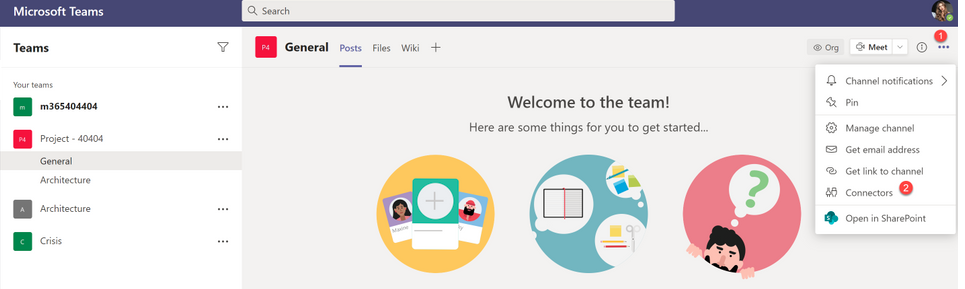 Microsoft Teams
Search
Teams
Your teams
m m365404404
P4 Project - 40404
General
Architecture
A Architecture
C Crisis
P4 General Posts Files Wiki
Org Meet 1
Welcome to the team!
Here are some things for you to get started...
Maxine
?
Channel notifications
Pin
Manage channel
Get email address
Get link to channel
Connectors 2
S Open in SharePoint